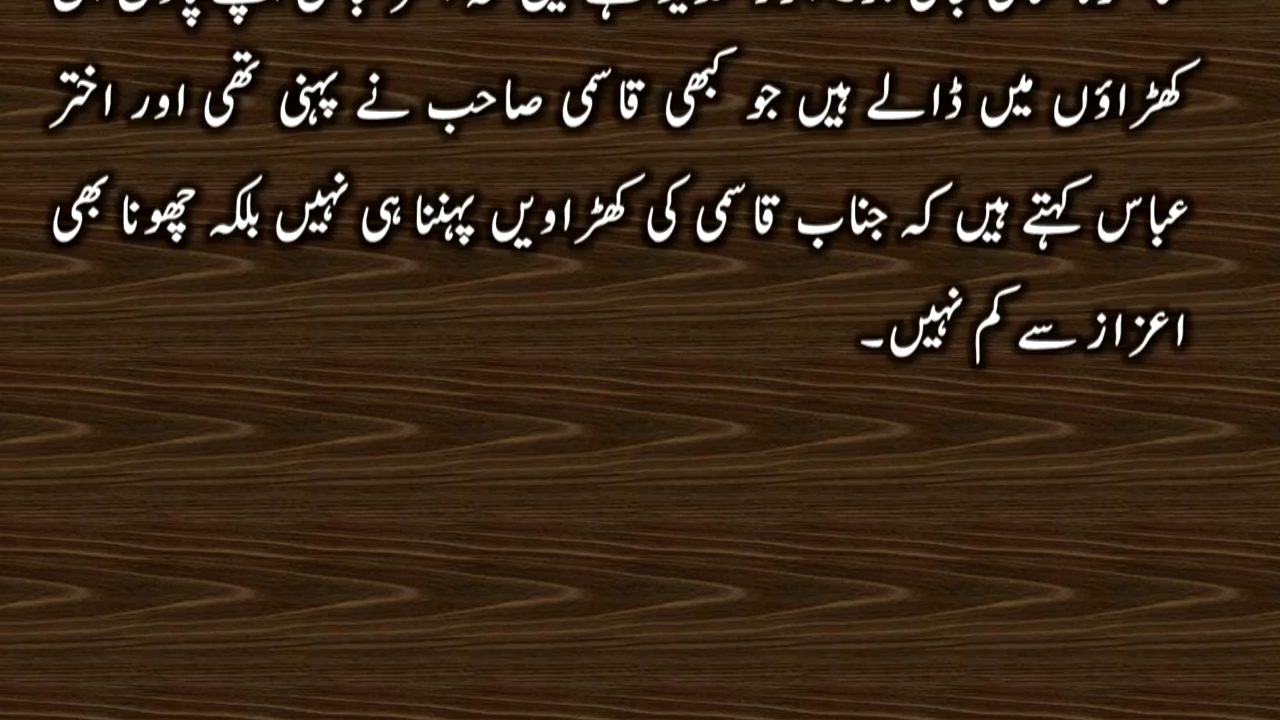 کھڑاؤں میں ڈالے ہیں جو کبھی قاسمی صاحب نے پہنی تھی اور اختر
عباس کہتے ہیں کہ جناب قاسمی کی کھڑاویں پہننا ہی نہیں بلکہ چھونا بھی
اعزاز سے کم نہیں۔